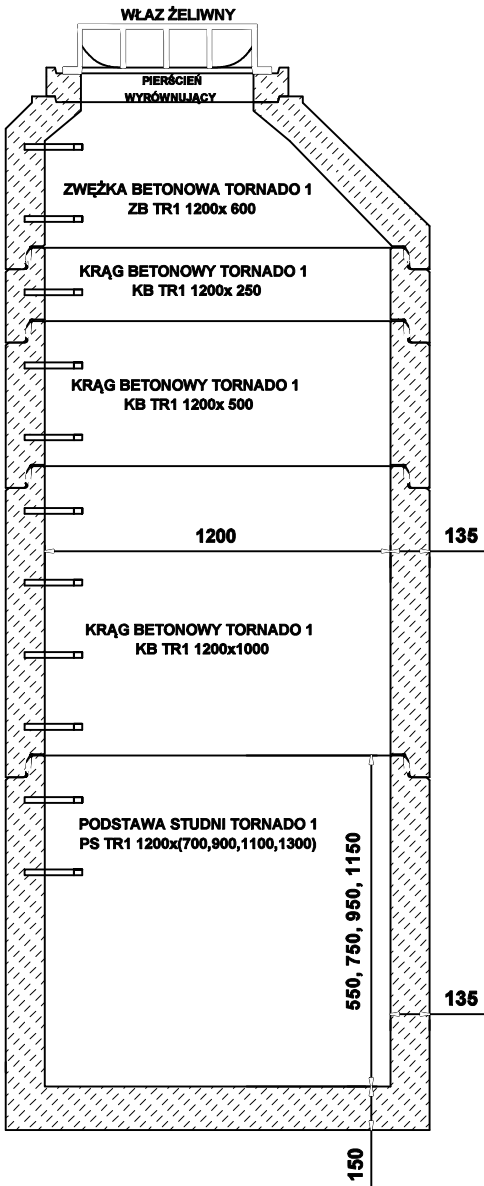 WŁAZ ŻELIWNY
PIERŚCIEŃ
WYRÓWNUJĄCY
ZWĘŻKA BETONOWA TORNADO 1
ZB TR1 1200x 600
KRĄG BETONOWY TORNADO 1
KB TR1 1200x 250
KRĄG BETONOWY TORNADO 1
KB TR1 1200x 500
1200
135
KRĄG BETONOWY TORNADO 1
KB TR1 1200x1000
PODSTAWA STUDNI TORNADO 1
PS TR1 1200x(700,900,1100,1300)
550, 750, 950, 1150
135
150